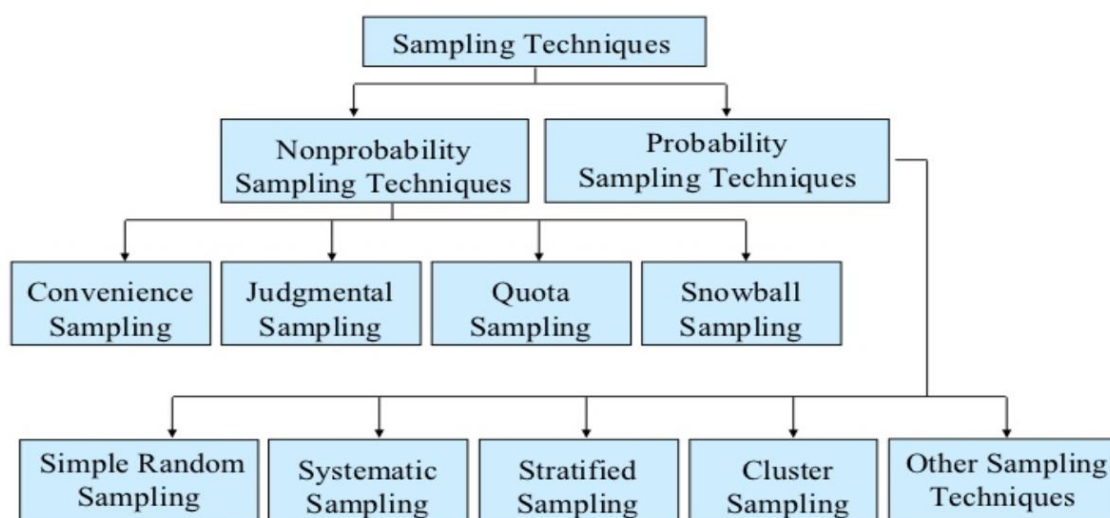 Sampling Techniques
Nonprobability
Sampling Techniques
Probability
Sampling Techniques
Convenience
Sampling
Judgmental
Sampling
Quota
Sampling
Snowball
Sampling
Simple Random
Sampling
Systematic
Sampling
Stratified
Sampling
Cluster
Sampling
Other Sampling
Techniques